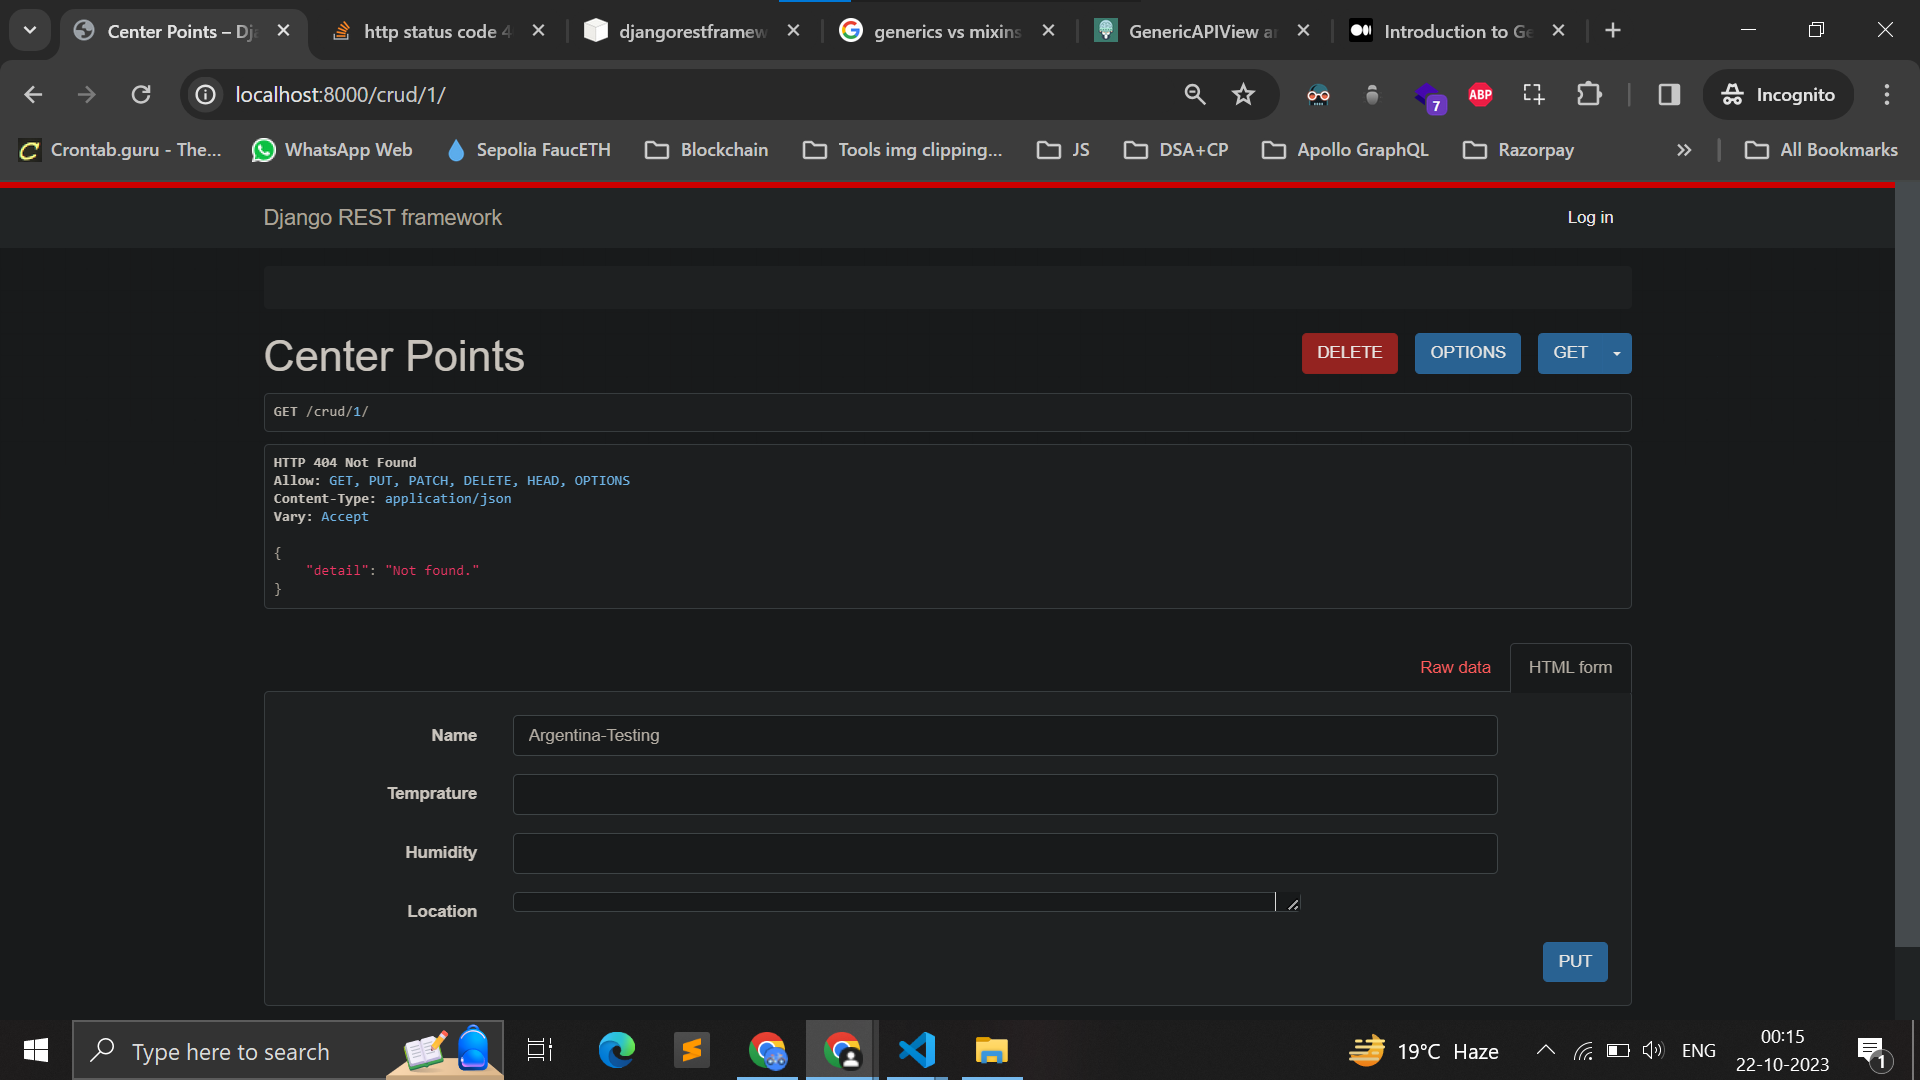 Center Points – Dj
http status code 4
djangorestframew
generics vs mixins
GenericAPIView a
Introduction to Ge
localhost:8000/crud/1/
7
ABP
Incognito
Crontab.guru - The...
WhatsApp Web
Sepolia FaucETH
Blockchain
Tools img clipping...
JS
DSA+CP
Apollo GraphQL
Razorpay
All Bookmarks
Django REST framework
Log in
Center Points
DELETE
OPTIONS
GET
GET /crud/1/
HTTP 404 Not Found
Allow: GET, PUT, PATCH, DELETE, HEAD, OPTIONS
Content-Type: application/json
Vary: Accept
{
"detail": "Not found."
}
Raw data
HTML form
Name
Argentina-Testing
Temprature
Humidity
Location
PUT
Type here to search
19°C Haze
ENG
00:15
22-10-2023
1